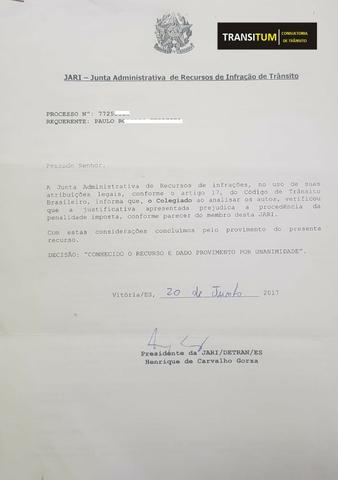 TRANSITUM CONSULTORIA
DE TRÂNSITO
JARI – Junta Administrativa de Recursos de Infração de Trânsito
PROCESSO Nº: 7725
REQUERENTE: PAULO
Prezado Senhor.
A Junta Administrativa de Recursos de infrações, no uso de suas
atribuições legais, conforme o artigo 17, do Código de Trânsito
Brasileiro, informa que, o Colegiado ao analisar os autos, verificou
que a justificativa apresentada prejudica a procedência da
penalidade imposta, conforme parecer do membro desta JARI.
Com estas considerações concluímos pelo provimento do presente
recurso.
DECISÃO: "CONHECIDO O RECURSO E DADO PROVIMENTO POR UNANIMIDADE".
Vitória/ES, 20 de Junho 2017
Presidente da JARI/DETRAN/ES
Henrique de Carvalho Gorza